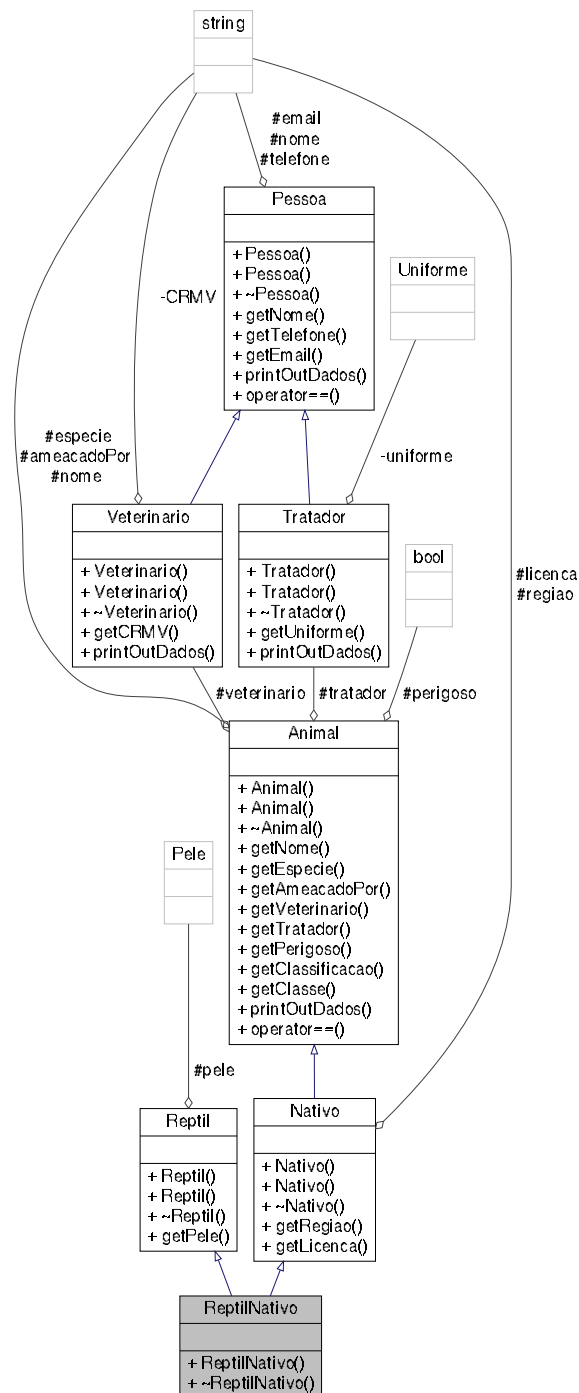 string
#email
#nome
#telefone
Pessoa
+ Pessoa()
+ Pessoa()
+ ~Pessoa()
+ getNome()
+ getTelefone()
+ getEmail()
+ printOutDados()
+ operator==()
Uniforme
-CRMV
#especie
#ameacadoPor
#nome
-uniforme
Veterinario
+ Veterinario()
+ Veterinario()
+ ~Veterinario()
+ getCRMV()
+ printOutDados()
Tratador
+ Tratador()
+ Tratador()
+ ~Tratador()
+ getUniforme()
+ printOutDados()
bool
#licenca
#regiao
#veterinario
#tratador
#perigoso
Animal
+ Animal()
+ Animal()
+ ~Animal()
+ getNome()
+ getEspecie()
+ getAmeacadoPor()
+ getVeterinario()
+ getTratador()
+ getPerigoso()
+ getClassificacao()
+ getClasse()
+ printOutDados()
+ operator==()
Pele
#pele
Reptil
+ Reptil()
+ Reptil()
+ ~Reptil()
+ getPele()
Nativo
+ Nativo()
+ Nativo()
+ ~Nativo()
+ getRegiao()
+ getLicenca()
ReptilNativo
+ ReptilNativo()
+ ~ReptilNativo()